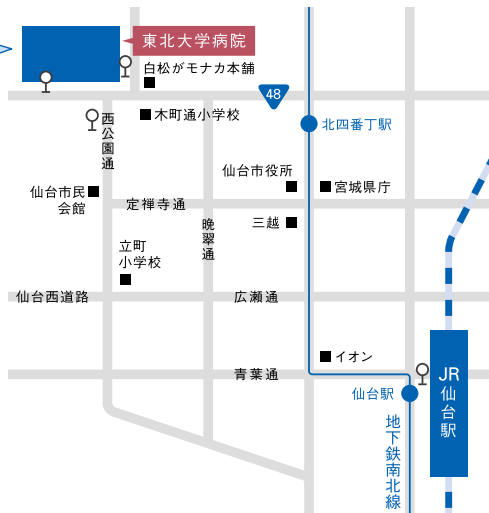 東北大学病院
白松がモナカ本舗
48
木町通小学校
北四番丁駅
西公園通
仙台市役所
宮城県庁
仙台市民
会館
定禅寺通
三越
晩翠通
立町
小学校
仙台西道路
広瀬通
イオン
青葉通
JR
仙台駅
仙台駅
地下鉄南北線